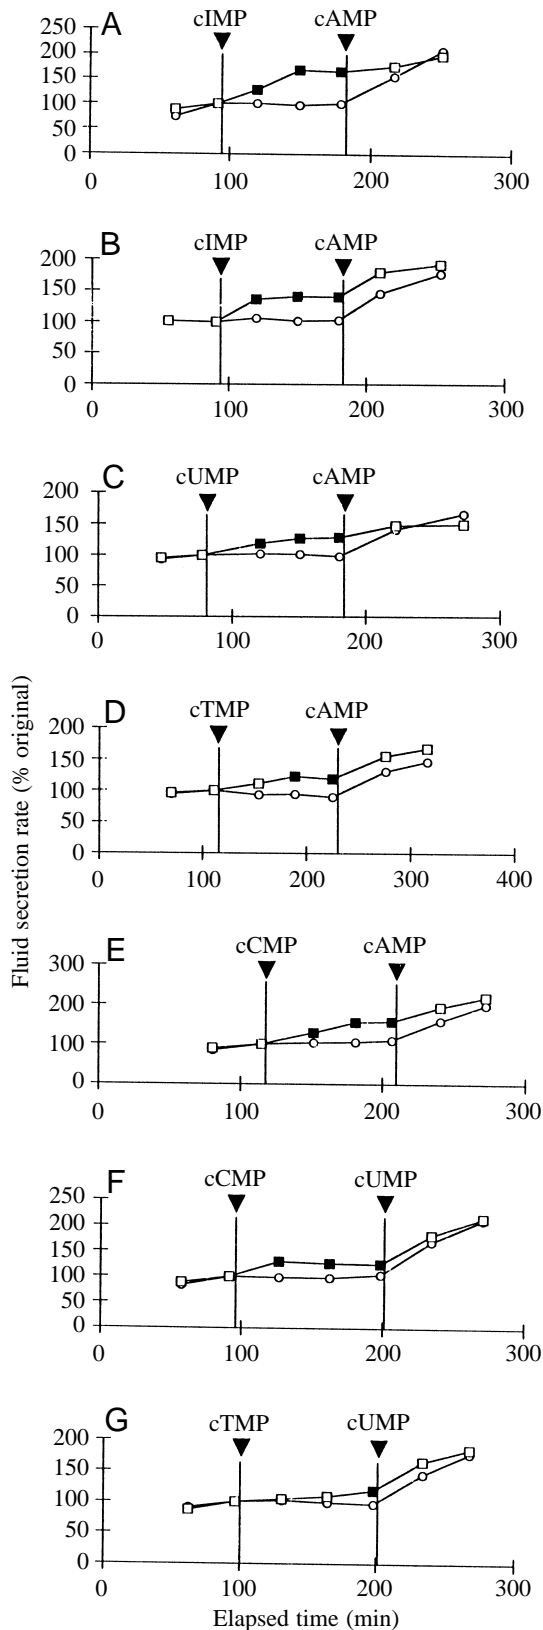 A
cIMP cAMP
250
200
150
100
50
0
0 100 200 300
B
cIMP cAMP
200
150
100
50
0
0 100 200 300
C
cUMP cAMP
200
150
100
50
0
0 100 200 300
D
cTMP cAMP
200
150
100
50
0
0 100 200 300 400
Fluid secretion rate (% original)
E
cCMP cAMP
300
200
100
0
0 100 200 300
F
cCMP cUMP
250
200
150
100
50
0
0 100 200 300
G
cTMP cUMP
200
150
100
50
0
0 100 200 300
Elapsed time (min)